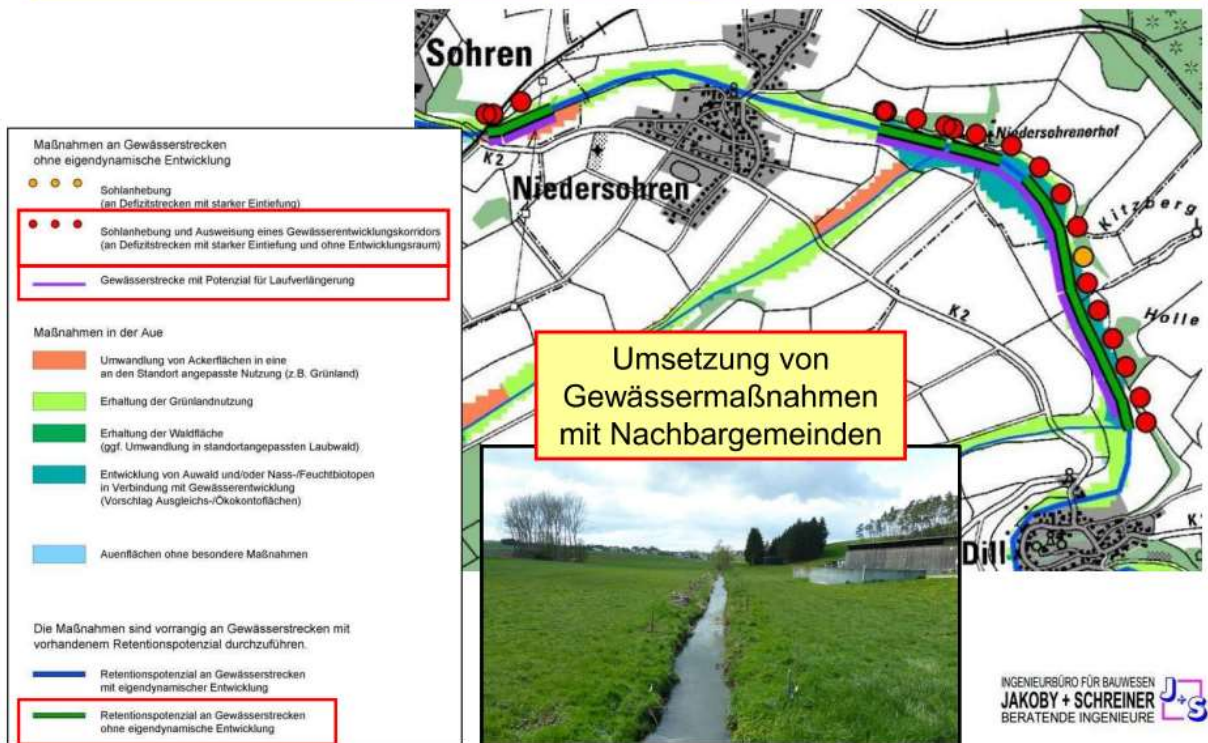 Sohren
Niedersohrenerhof
K2
Niedersohren
Kitzberg
Holle
K2
Dill
Maßnahmen an Gewässerstrecken
ohne eigendynamische Entwicklung
Sohlanhebung
(an Defizitstrecken mit starker Eintiefung)
Sohlanhebung und Ausweisung eines Gewässerentwicklungskorridors
(an Defizitstrecken mit starker Eintiefung und ohne Entwicklungsraum)
Gewässerstrecke mit Potenzial für Laufverlängerung
Maßnahmen in der Aue
Umwandlung von Ackerflächen in eine
an den Standort angepasste Nutzung (z.B. Grünland)
Erhaltung der Grünlandnutzung
Erhaltung der Waldfläche
(ggf. Umwandlung in standortangepassten Laubwald)
Entwicklung von Auwald und/oder Nass-/Feuchtbiotopen
in Verbindung mit Gewässerentwicklung
(Vorschlag Ausgleichs-/Ökokontoflächen)
Auenflächen ohne besondere Maßnahmen
Die Maßnahmen sind vorrangig an Gewässerstrecken mit
vorhandenem Retentionspotenzial durchzuführen.
Retentionspotenzial an Gewässerstrecken
mit eigendynamischer Entwicklung
Retentionspotenzial an Gewässerstrecken
ohne eigendynamische Entwicklung
Umsetzung von
Gewässermaßnahmen
mit Nachbargemeinden
INGENIEURBÜRO FÜR BAUWESEN
JAKOBY + SCHREINER
BERATENDE INGENIEURE
J+S